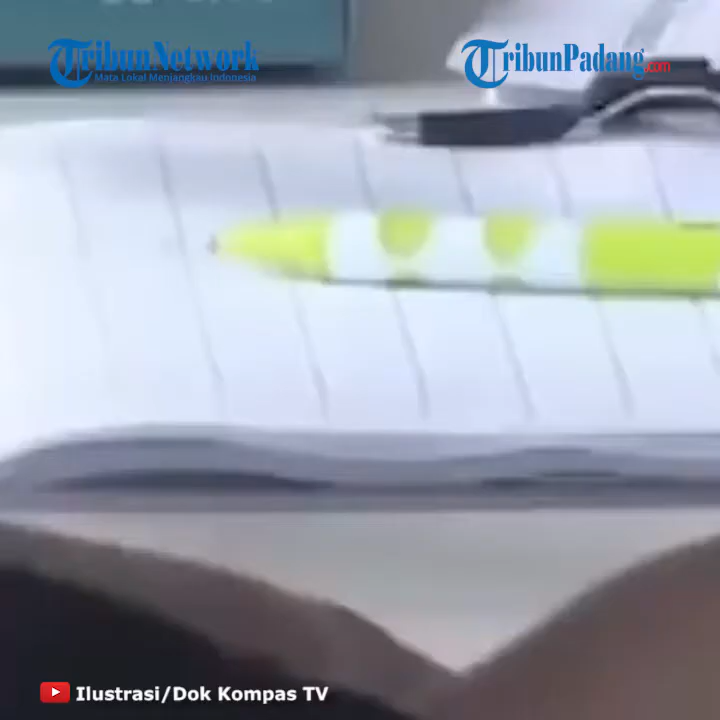 TribunNetwork
Mata Lokal Menjangkau Indonesia
TribunPadang.com
Ilustrasi/Dok Kompas TV